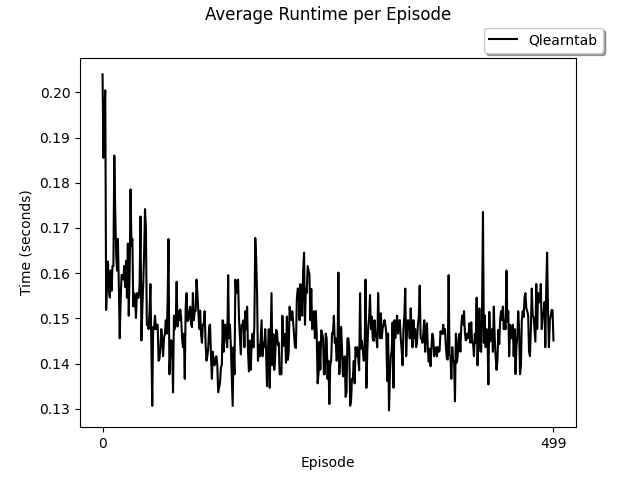 Average Runtime per Episode
Qlearntab
0.20
0.19
0.18
0.17
0.16
0.15
0.14
0.13
Time (seconds)
0
499
Episode